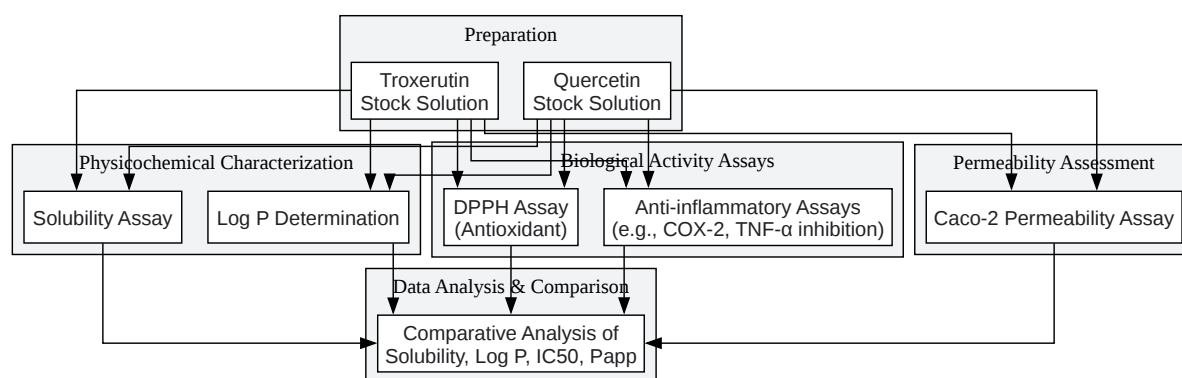 Preparation
Troxerutin
Stock Solution
Quercetin
Stock Solution
Physicochemical Characterization
Solubility Assay
Log P Determination
Biological Activity Assays
DPPH Assay
(Antioxidant)
Anti-inflammatory Assays
(e.g., COX-2, TNF-α inhibition)
Permeability Assessment
Caco-2 Permeability Assay
Data Analysis & Comparison
Comparative Analysis of
Solubility, Log P, IC50, Papp